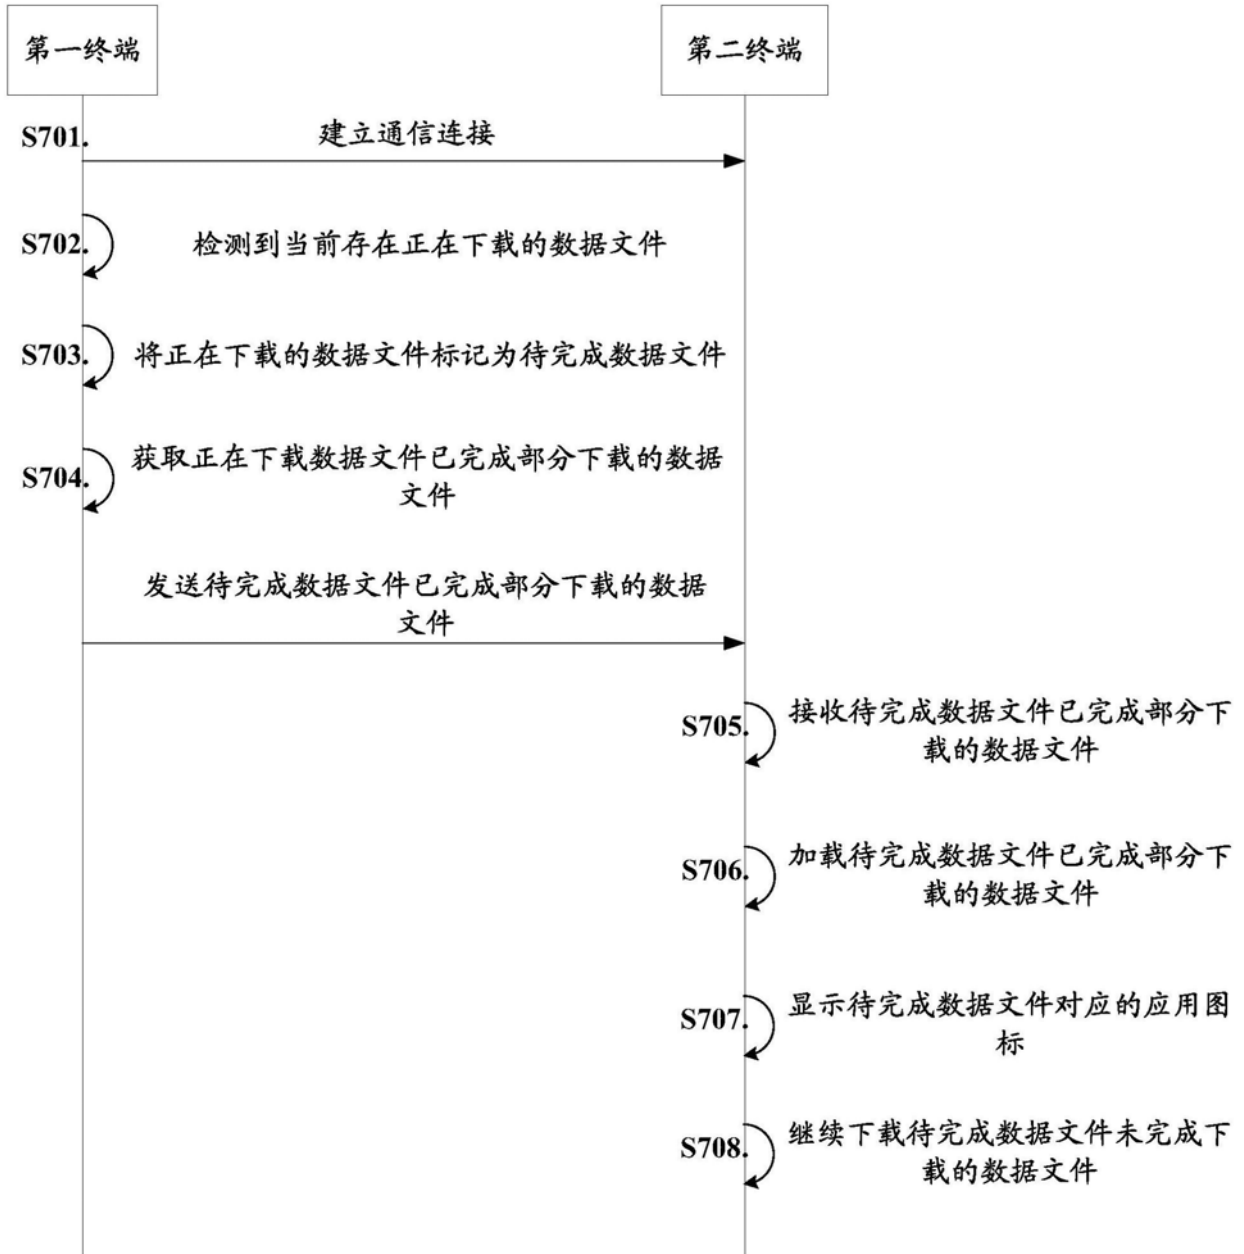 第一终端
第二终端
S701.
建立通信连接
S702.
检测到当前存在正在下载的数据文件
S703.
将正在下载的数据文件标记为待完成数据文件
S704.
获取正在下载数据文件已完成部分下载的数据
文件
发送待完成数据文件已完成部分下载的数据
文件
S705.
接收待完成数据文件已完成部分下
载的数据文件
S706.
加载待完成数据文件已完成部分下
载的数据文件
S707.
显示待完成数据文件对应的应用图
标
S708.
继续下载待完成数据文件未完成下
载的数据文件